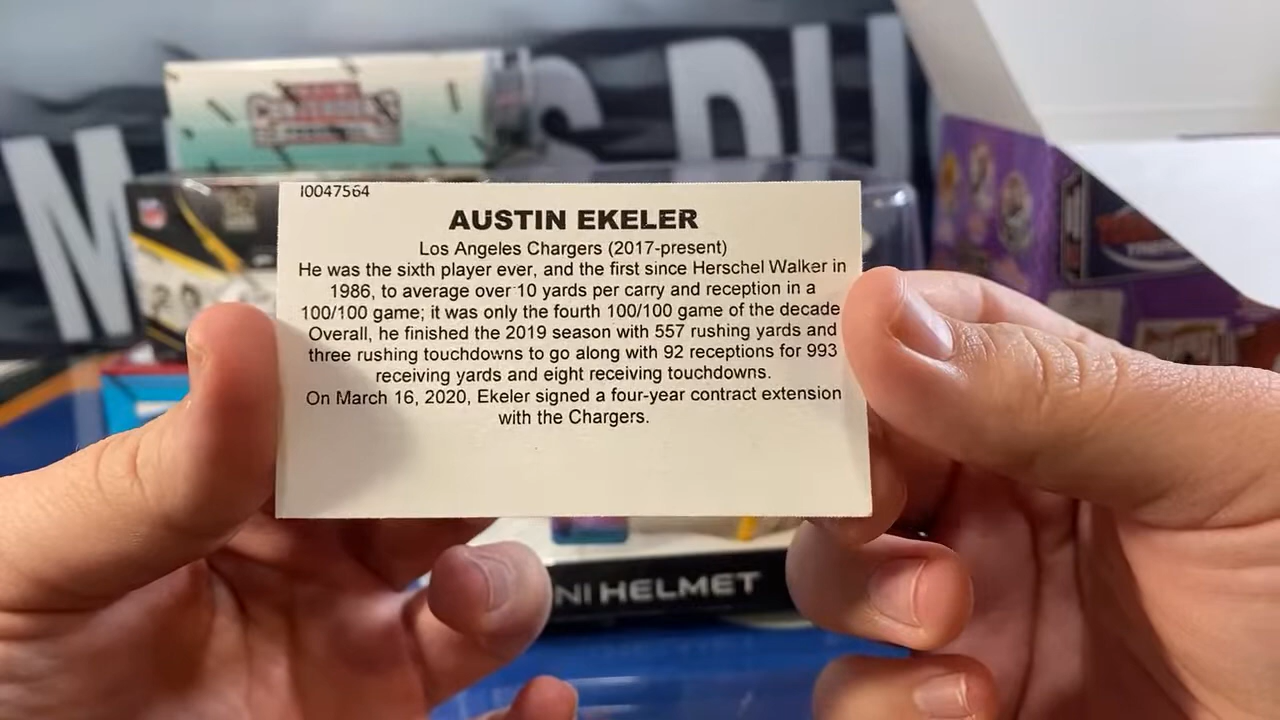 I0047564
AUSTIN EKELER
Los Angeles Chargers (2017-present)
He was the sixth player ever, and the first since Herschel Walker in
1986, to average over 10 yards per carry and reception in a
100/100 game; it was only the fourth 100/100 game of the decade
Overall, he finished the 2019 season with 557 rushing yards and
three rushing touchdowns to go along with 92 receptions for 993
receiving yards and eight receiving touchdowns.
On March 16, 2020, Ekeler signed a four-year contract extension
with the Chargers.
NI HELMET